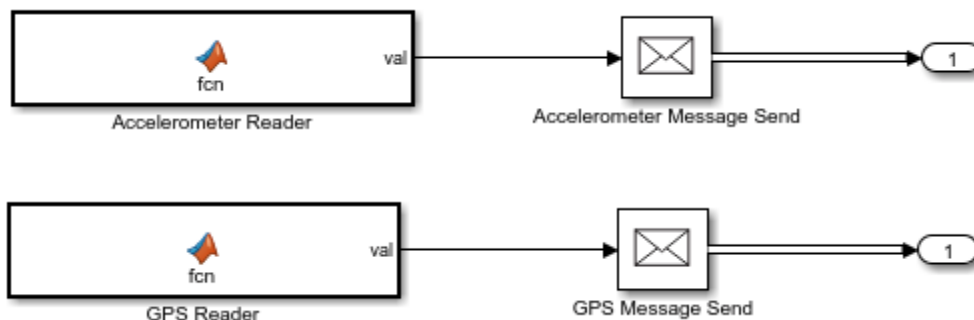 val
fcn
1
Accelerometer Reader
Accelerometer Message Send
val
fcn
1
GPS Reader
GPS Message Send